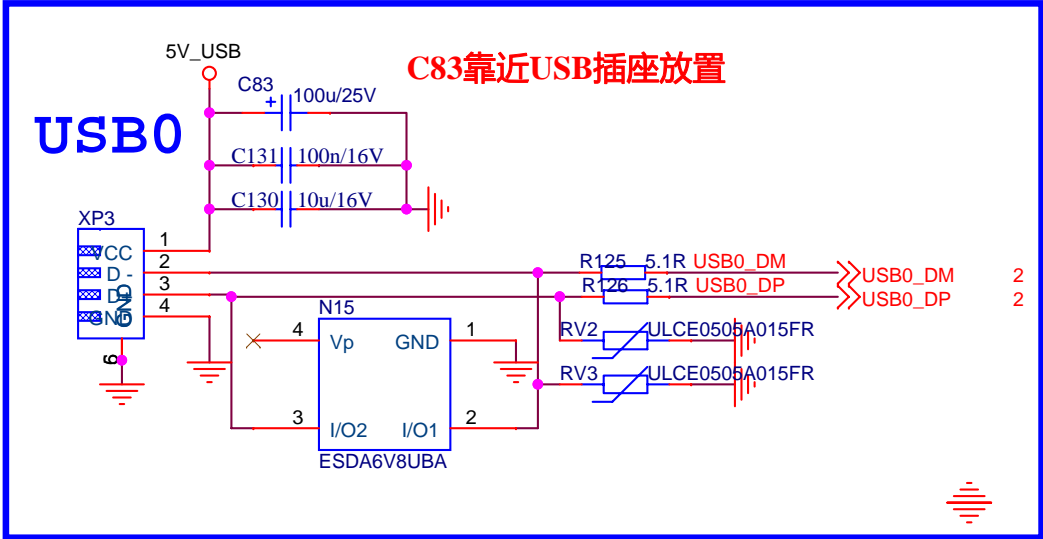 5V_USB
C83靠近USB插座放置
C83
+
100u/25V
USB0
C131
100n/16V
C130
10u/16V
XP3
VCC
1
D -
2
D+
3
GND
4
GND
6
R125
5.1R
USB0_DM
USB0_DM
2
R126
5.1R
USB0_DP
USB0_DP
2
N15
4
Vp
GND
1
3
I/O2
I/O1
2
ESDA6V8UBA
RV2
ULCE0505A015FR
RV3
ULCE0505A015FR